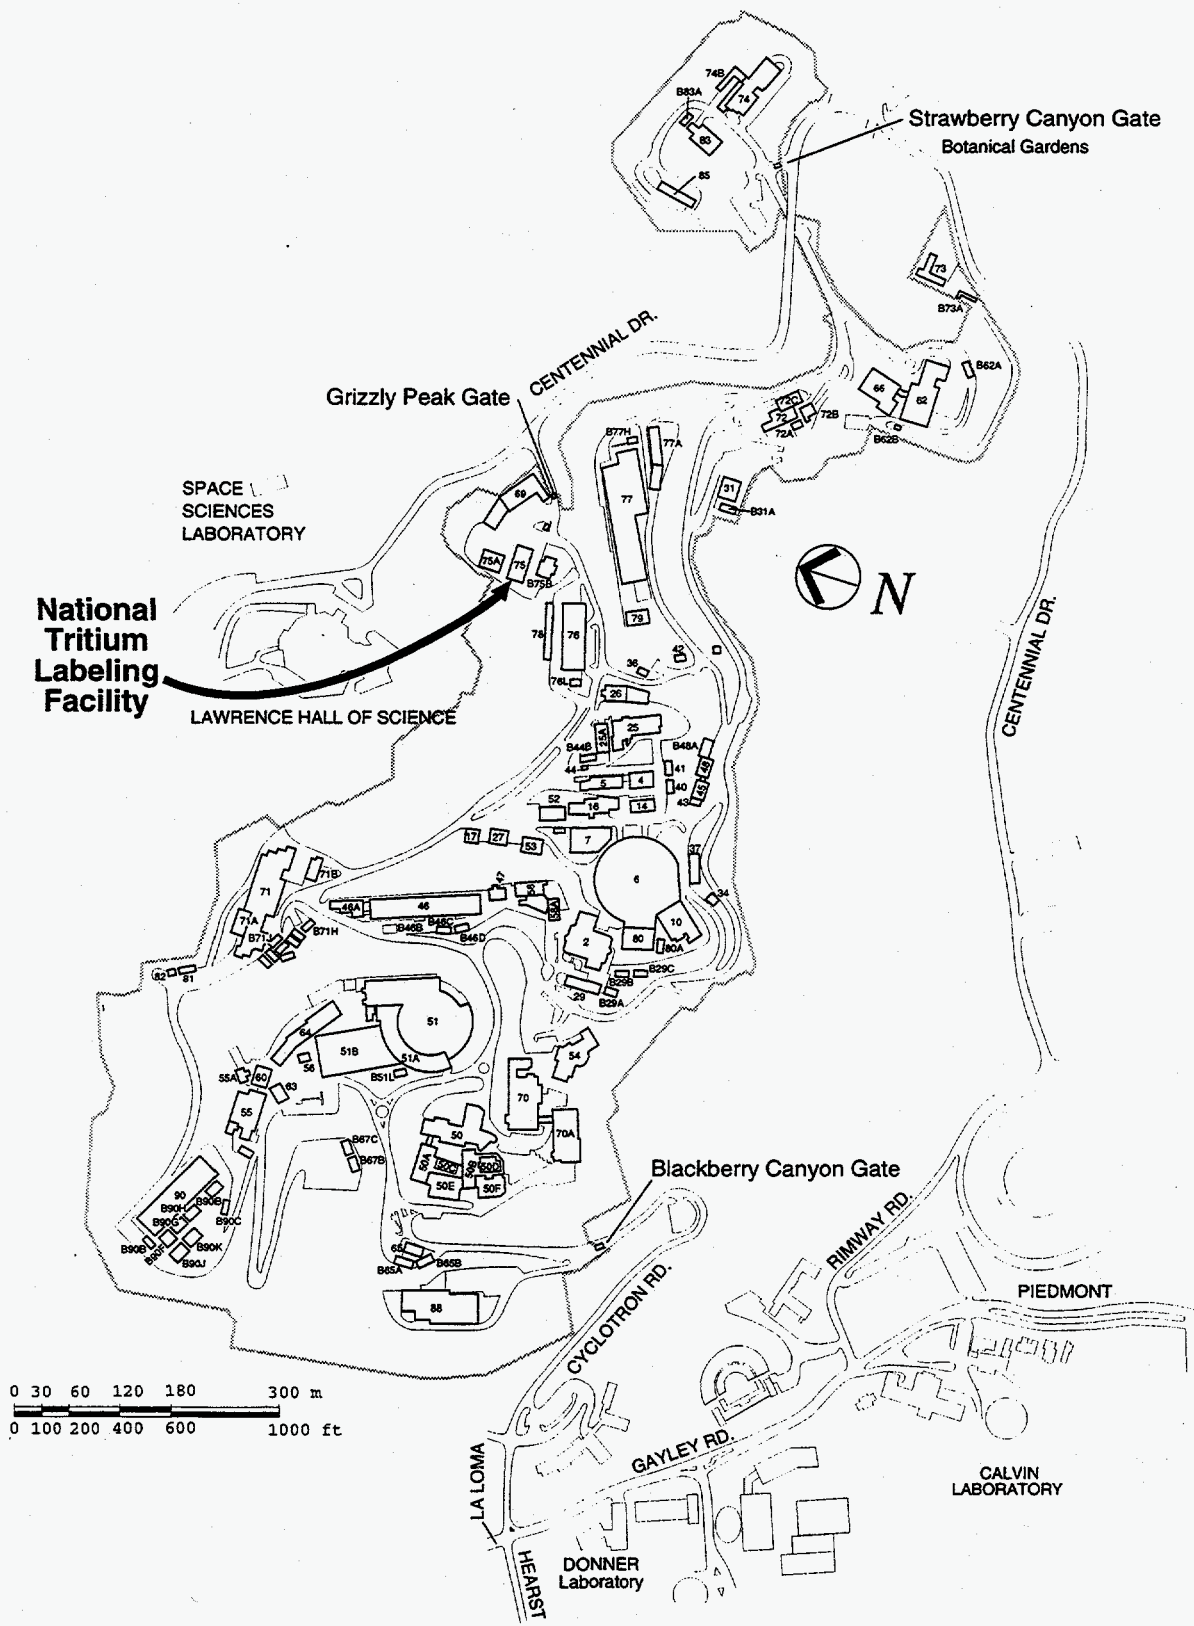 74B
B83A
74
83
85
Strawberry Canyon Gate
Botanical Gardens
73
B73A
CENTENNIAL DR.
Grizzly Peak Gate
66
62
B62A
B62B
72C
72
72B
72A
B77H
77A
77
31
B31A
69
SPACE
SCIENCES
LABORATORY
75A
75
B75B
N
National
Tritium
Labeling
Facility
78
76
79
42
36
76L
26
LAWRENCE HALL OF SCIENCE
CENTENNIAL DR.
25A
25
B44B
44
B48A
48
41
5
4
40
45
43
52
16
14
17
27
53
7
6
37
34
71
71B
47
71A
46A
46
B46B
B46C
B46D
B71J
B71H
2
10
80
80A
82
81
29
B29B
B29C
B29A
64
51
51B
51A
B51L
56
54
55A
60
63
55
70
70A
50
50A
50C
50B
50D
50E
50F
B67C
B67B
Blackberry Canyon Gate
90
B90H
B90B
B90G
B90C
B90B
B90F
B90K
B90J
65
B65A
B65B
88
CYCLOTRON RD.
RIMWAY RD.
PIEDMONT
0 30 60 120 180 300 m
0 100 200 400 600 1000 ft
GAYLEY RD.
LA LOMA
HEARST
CALVIN
LABORATORY
DONNER
Laboratory